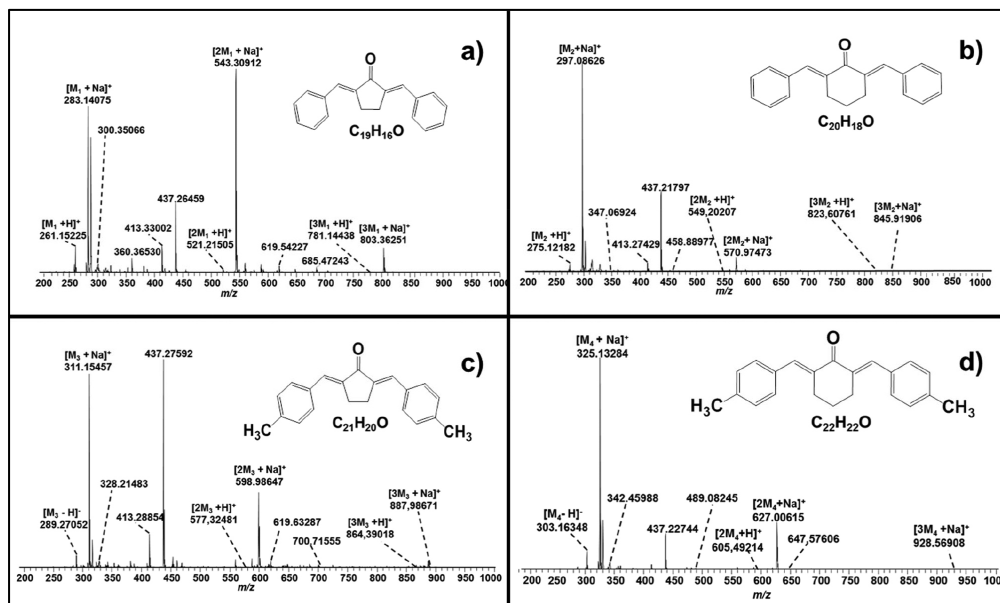 a)
[2M₁ + Na]⁺
543.30912
[M₁ + Na]⁺
283.14075
300.35066
O
C₁₉H₁₆O
437.26459
[M₁ +H]⁺
261.15225
413.33002
360.36530
[2M₁ +H]⁺
521.21505
619.54227
685.47243
[3M₁ +H]⁺
781.14438
[3M₁ + Na]⁺
803.36251
200 250 300 350 400 450 500 550 600 650 700 750 800 850 900 1000
m/z
b)
[M₂+Na]⁺
297.08626
O
C₂₀H₁₈O
437.21797
347.06924
[2M₂ +H]⁺
549.20207
[3M₂ +H]⁺
823,60761
[3M₂+Na]⁺
845.91906
[M₂ +H]⁺
275.12182
413.27429
458.88977
[2M₂ +Na]⁺
570.97473
200 250 300 350 400 450 500 550 600 650 700 750 800 850 900 1000
m/z
c)
[M₃ + Na]⁺
311.15457
437.27592
O
H₃C
CH₃
C₂₁H₂₀O
328.21483
[2M₃ + Na]⁺
598.98647
[M₃ - H]⁻
289.27052
413.28854
[2M₃ +H]⁺
577,32481
619.63287
700.71555
[3M₃ +H]⁺
864,39018
[3M₃ + Na]⁺
887,98671
200 250 300 350 400 450 500 550 600 650 700 750 800 850 900 1000
m/z
d)
[M₄ + Na]⁺
325.13284
O
H₃C
CH₃
C₂₂H₂₂O
[M₄- H]⁻
303.16348
342.45988
437.22744
489.08245
[2M₄+H]⁺
605,49214
[2M₄+Na]⁺
627.00615
647,57606
[3M₄ +Na]⁺
928.56908
200 250 300 350 400 450 500 550 600 650 700 750 800 850 900 1000
m/z